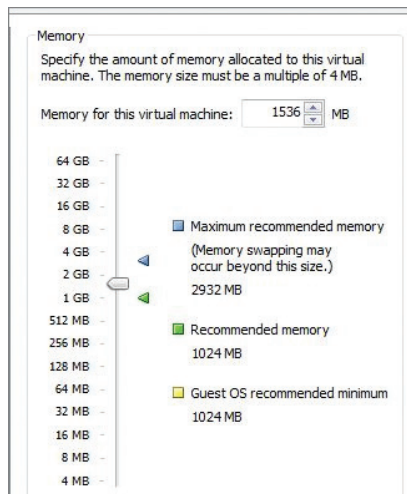 Memory
Specify the amount of memory allocated to this virtual
machine. The memory size must be a multiple of 4 MB.
Memory for this virtual machine: 1536 MB
64 GB
32 GB
16 GB
8 GB
4 GB
2 GB
1 GB
512 MB
256 MB
128 MB
64 MB
32 MB
16 MB
8 MB
4 MB
Maximum recommended memory
(Memory swapping may
occur beyond this size.)
2932 MB
Recommended memory
1024 MB
Guest OS recommended minimum
1024 MB